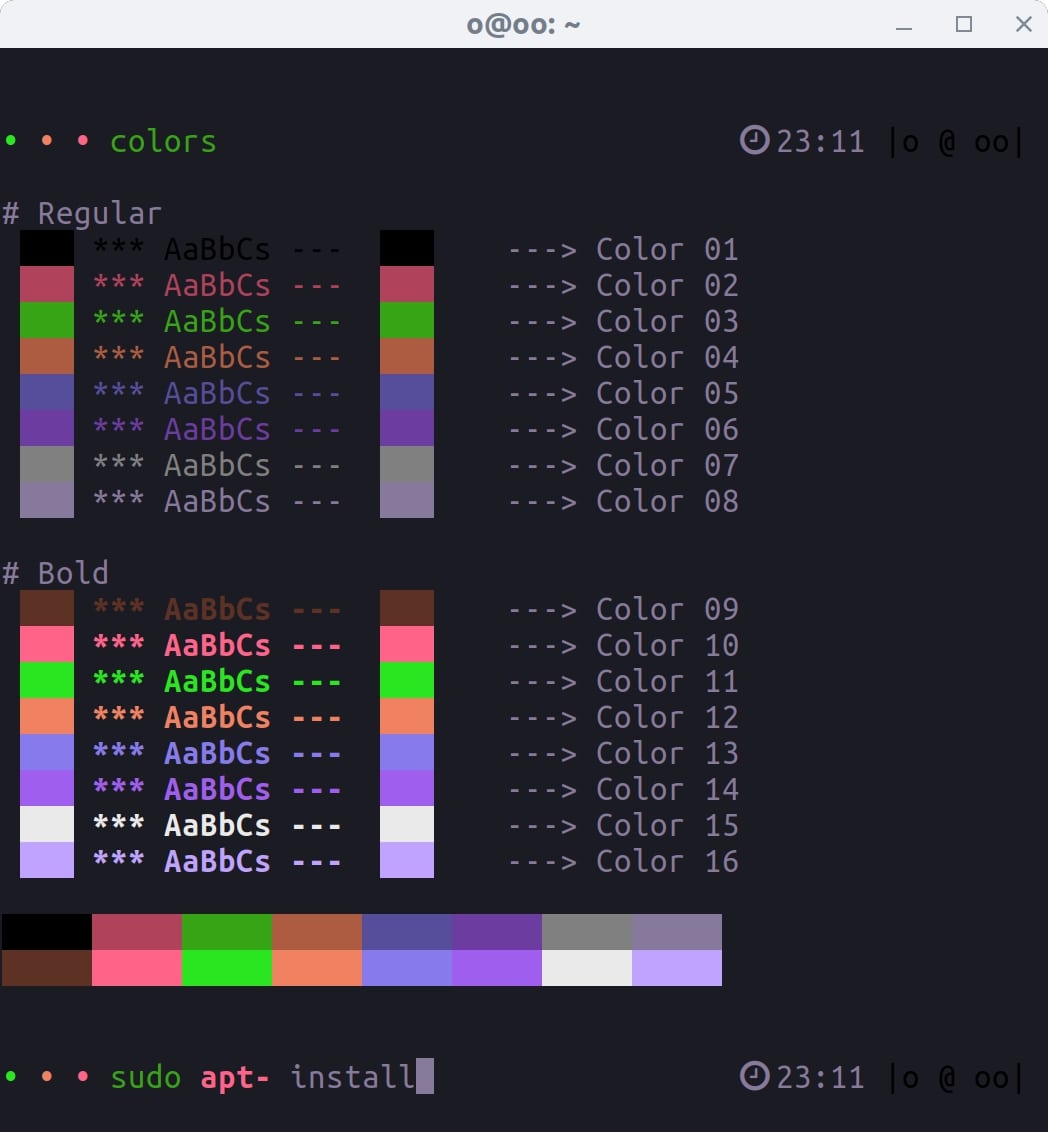 o@oo: ~
• • • colors 23:11 |o @ oo|
# Regular
*** AaBbCs --- ---> Color 01
*** AaBbCs --- ---> Color 02
*** AaBbCs --- ---> Color 03
*** AaBbCs --- ---> Color 04
*** AaBbCs --- ---> Color 05
*** AaBbCs --- ---> Color 06
*** AaBbCs --- ---> Color 07
*** AaBbCs --- ---> Color 08
# Bold
*** AaBbCs --- ---> Color 09
*** AaBbCs --- ---> Color 10
*** AaBbCs --- ---> Color 11
*** AaBbCs --- ---> Color 12
*** AaBbCs --- ---> Color 13
*** AaBbCs --- ---> Color 14
*** AaBbCs --- ---> Color 15
*** AaBbCs --- ---> Color 16
• • • sudo apt- install 23:11 |o @ oo|